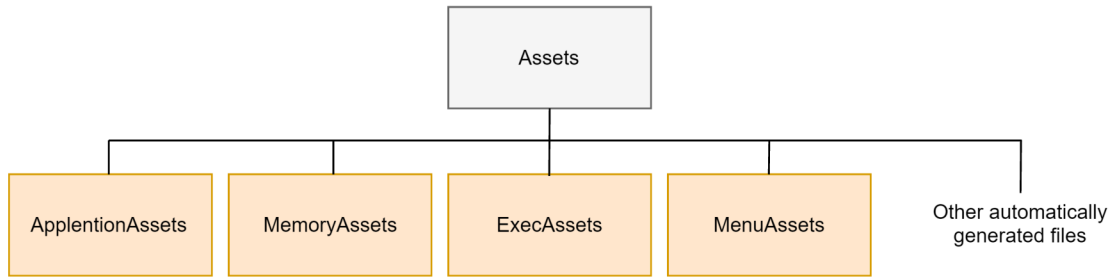 Assets
ApplentionAssets
MemoryAssets
ExecAssets
MenuAssets
Other automatically
generated files